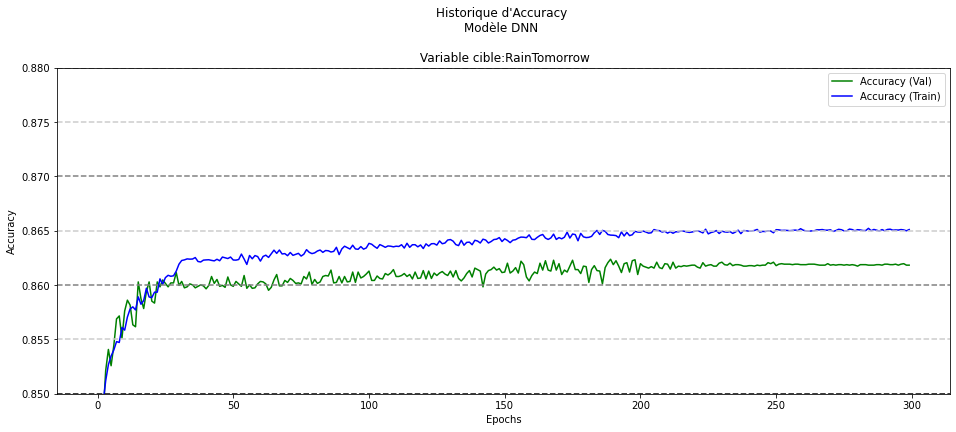 Historique d'Accuracy
Modèle DNN
Variable cible:RainTomorrow
Accuracy (Val)
Accuracy (Train)
0.880
0.875
0.870
0.865
0.860
0.855
0.850
Accuracy
0 50 100 150 200 250 300
Epochs